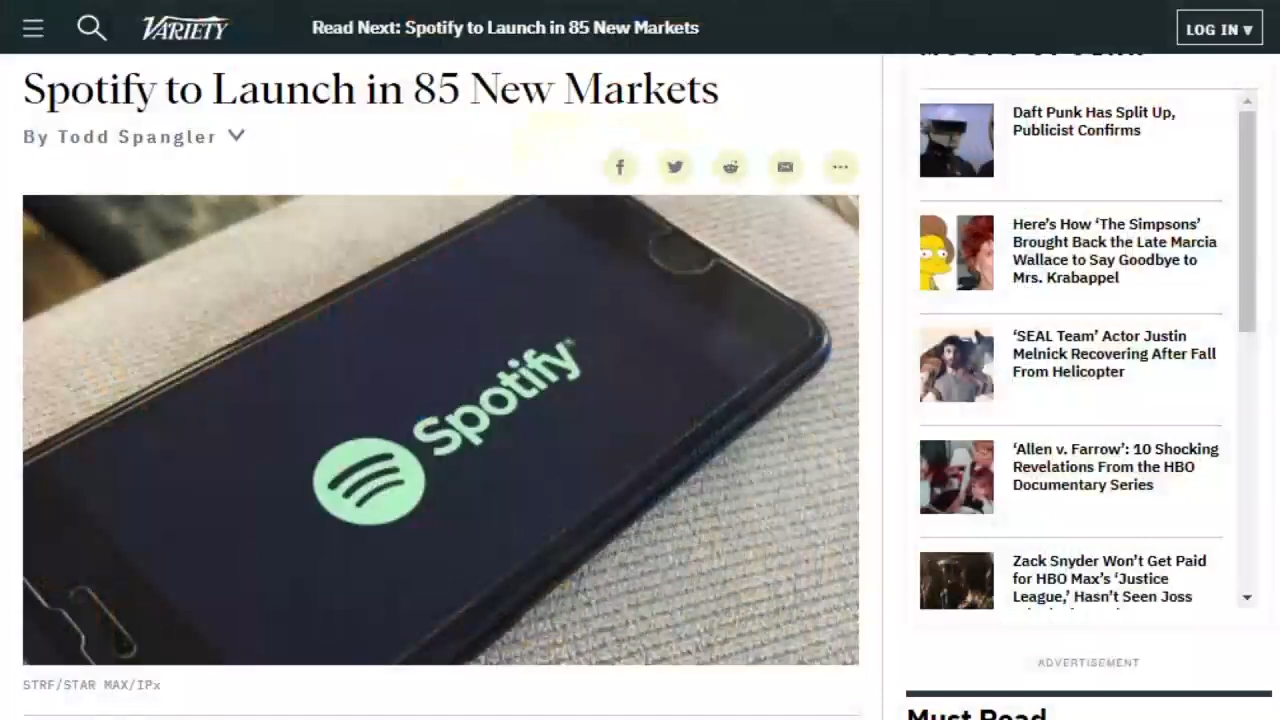 VARIETY
Read Next: Spotify to Launch in 85 New Markets
LOG IN ▾
Spotify to Launch in 85 New Markets
By Todd Spangler
Spotify
STRF/STAR MAX/IPx
Daft Punk Has Split Up,
Publicist Confirms
Here's How 'The Simpsons'
Brought Back the Late Marcia
Wallace to Say Goodbye to
Mrs. Krabappel
'SEAL Team' Actor Justin
Melnick Recovering After Fall
From Helicopter
'Allen v. Farrow': 10 Shocking
Revelations From the HBO
Documentary Series
Zack Snyder Won't Get Paid
for HBO Max's 'Justice
League,' Hasn't Seen Joss
ADVERTISEMENT
Must Read